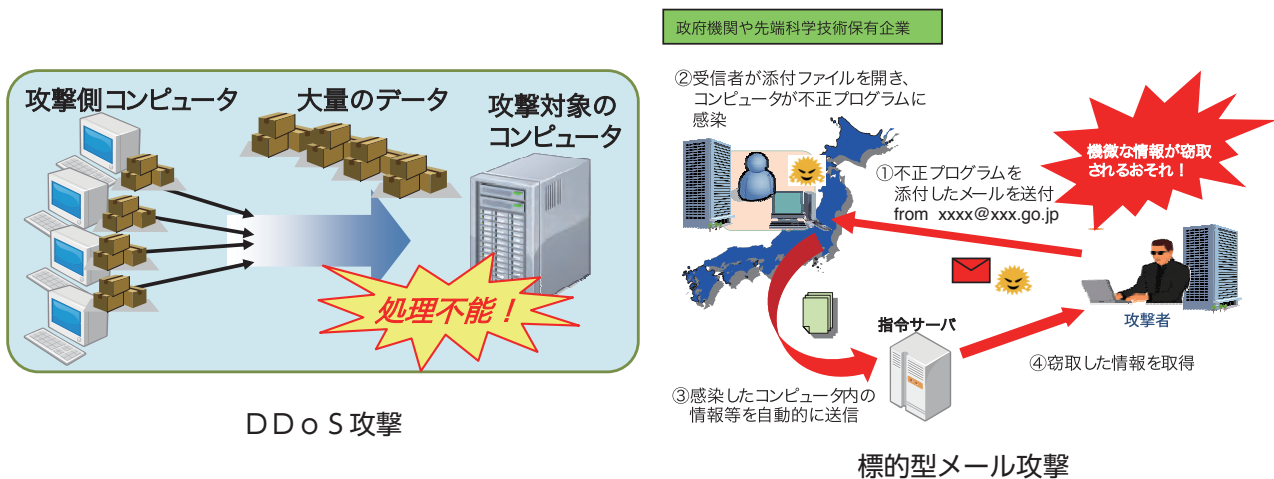 攻撃側コンピュータ
大量のデータ
攻撃対象の
コンピュータ
処理不能！
ＤＤｏＳ攻撃
政府機関や先端科学技術保有企業
②受信者が添付ファイルを開き、
コンピュータが不正プログラムに
感染
①不正プログラムを
添付したメールを送付
from xxxx@xxx.go.jp
機微な情報が窃取
されるおそれ！
攻撃者
指令サーバ
④窃取した情報を取得
③感染したコンピュータ内の
情報等を自動的に送信
標的型メール攻撃